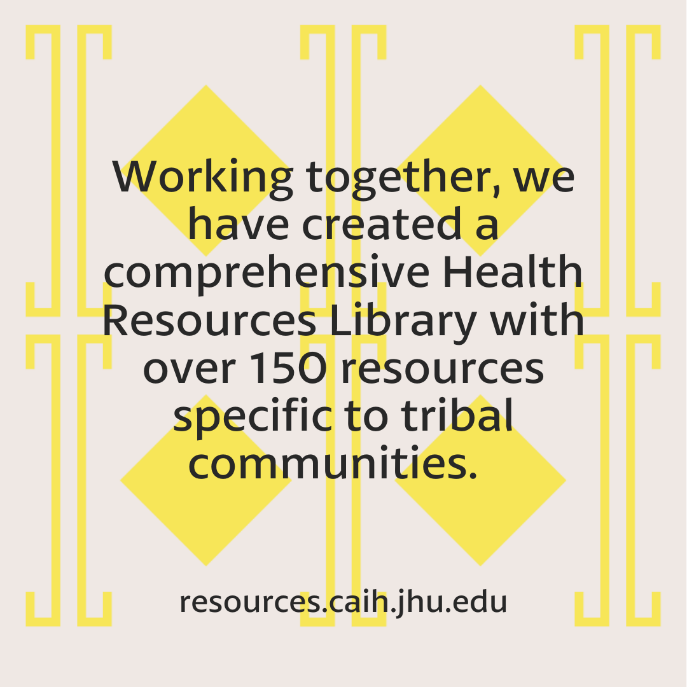 Working together, we
have created a
comprehensive Health
Resources Library with
over 150 resources
specific to tribal
communities.
resources.caih.jhu.edu